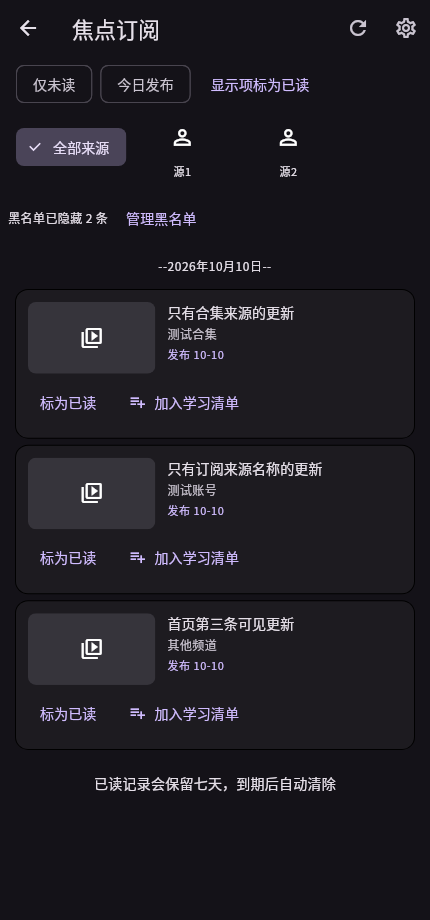 焦点订阅
仅未读 今日发布 显示项标为已读
全部来源
源1 源2
黑名单已隐藏 2 条 管理黑名单
--2026年10月10日--
只有合集来源的更新
测试合集
发布 10-10
标为已读 加入学习清单
只有订阅来源名称的更新
测试账号
发布 10-10
标为已读 加入学习清单
首页第三条可见更新
其他频道
发布 10-10
标为已读 加入学习清单
已读记录会保留七天，到期后自动清除